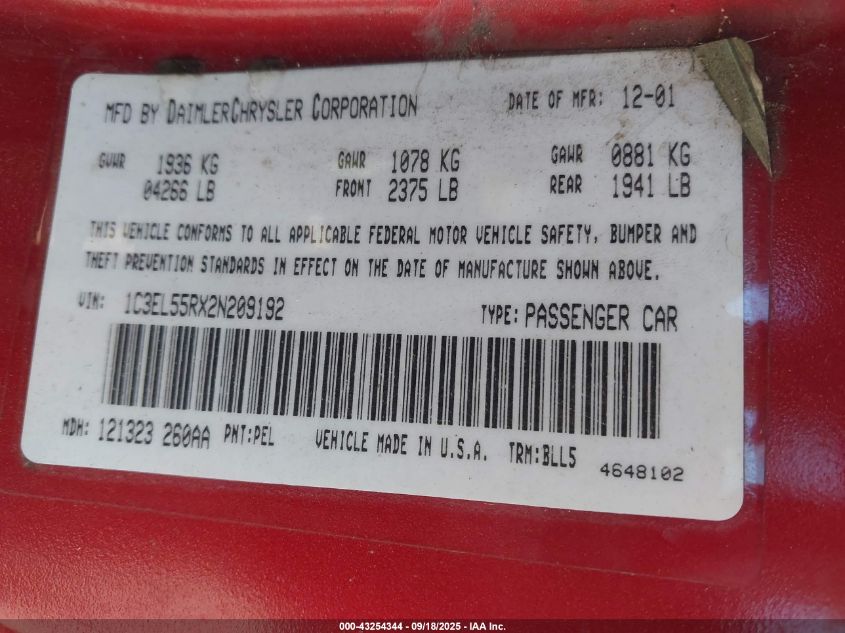 MFD BY DAIMLERCHRYSLER CORPORATION DATE OF MFR: 12-01
GVWR 1936 KG GAWR 1078 KG GAWR 0881 KG
04266 LB FRONT 2375 LB REAR 1941 LB
THIS VEHICLE CONFORMS TO ALL APPLICABLE FEDERAL MOTOR VEHICLE SAFETY, BUMPER AND
THEFT PREVENTION STANDARDS IN EFFECT ON THE DATE OF MANUFACTURE SHOWN ABOVE.
VIN: 1C3EL55RX2N209192 TYPE: PASSENGER CAR
MDH: 121323 260AA PNT:PEL VEHICLE MADE IN U.S.A. TRM:BLL5
4648102
000-43254344 - 09/18/2025 - IAA Inc.